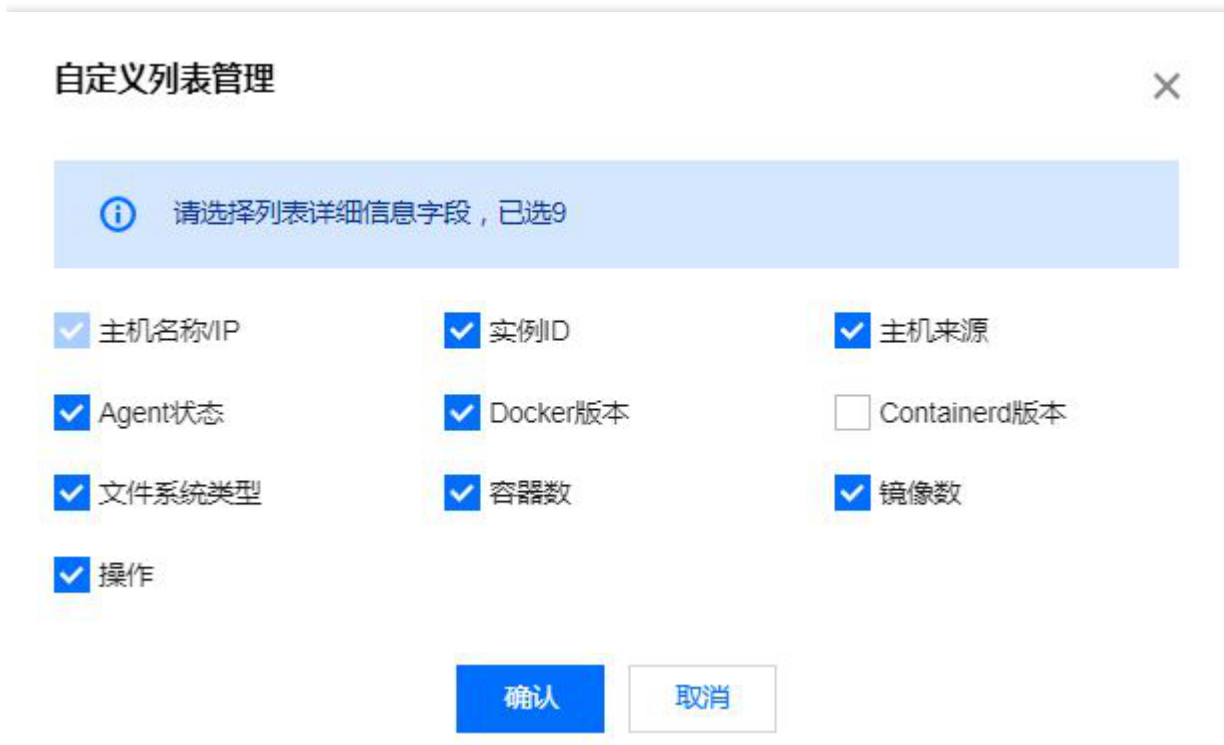 自定义列表管理
请选择列表详细信息字段，已选9
主机名称/IP 实例ID 主机来源
Agent状态 Docker版本 Containerd版本
文件系统类型 容器数 镜像数
操作
确认 取消